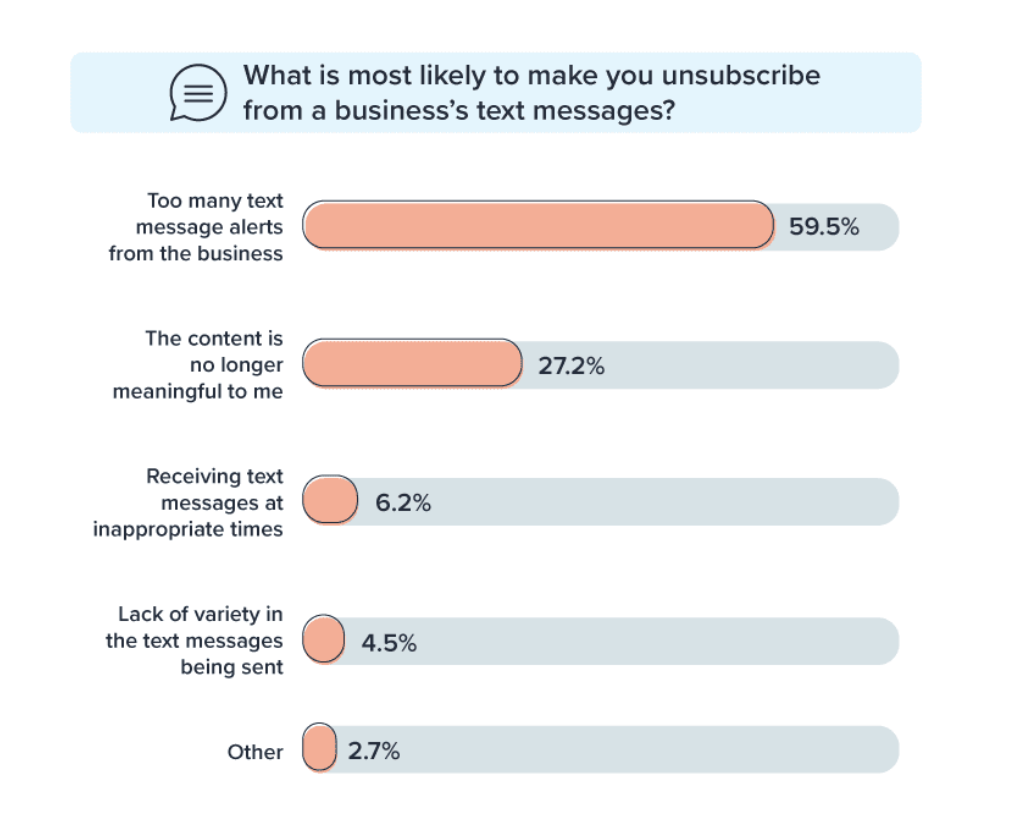 What is most likely to make you unsubscribe
from a business’s text messages?
Too many text
message alerts
from the business
59.5%
The content is
no longer
meaningful to me
27.2%
Receiving text
messages at
inappropriate times
6.2%
Lack of variety in
the text messages
being sent
4.5%
Other
2.7%